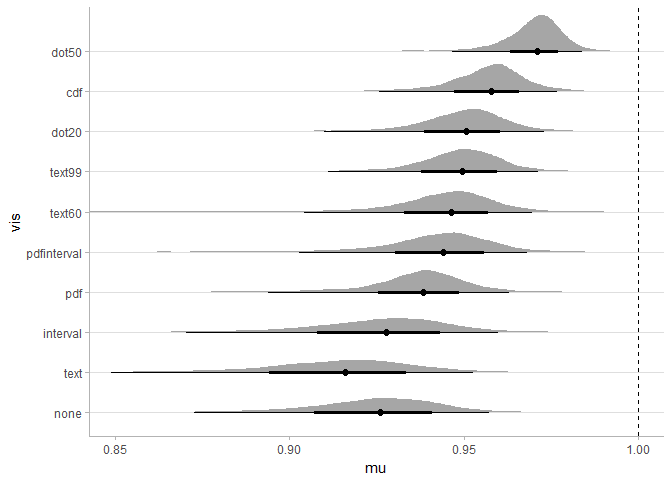 vis
dot50
cdf
dot20
text99
text60
pdfinterval
pdf
interval
text
none
0.85 0.90 0.95 1.00
mu